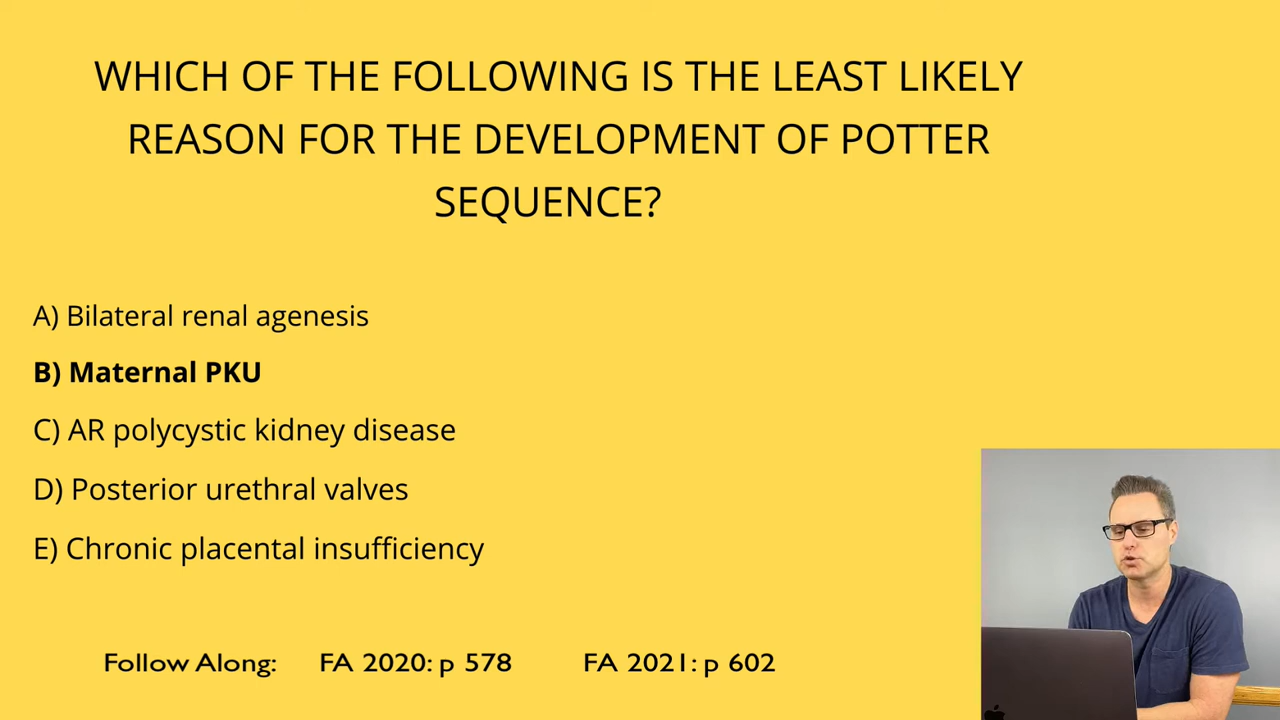 WHICH OF THE FOLLOWING IS THE LEAST LIKELY
REASON FOR THE DEVELOPMENT OF POTTER
SEQUENCE?
A) Bilateral renal agenesis
B) Maternal PKU
C) AR polycystic kidney disease
D) Posterior urethral valves
E) Chronic placental insufficiency
Follow Along: FA 2020: p 578 FA 2021: p 602